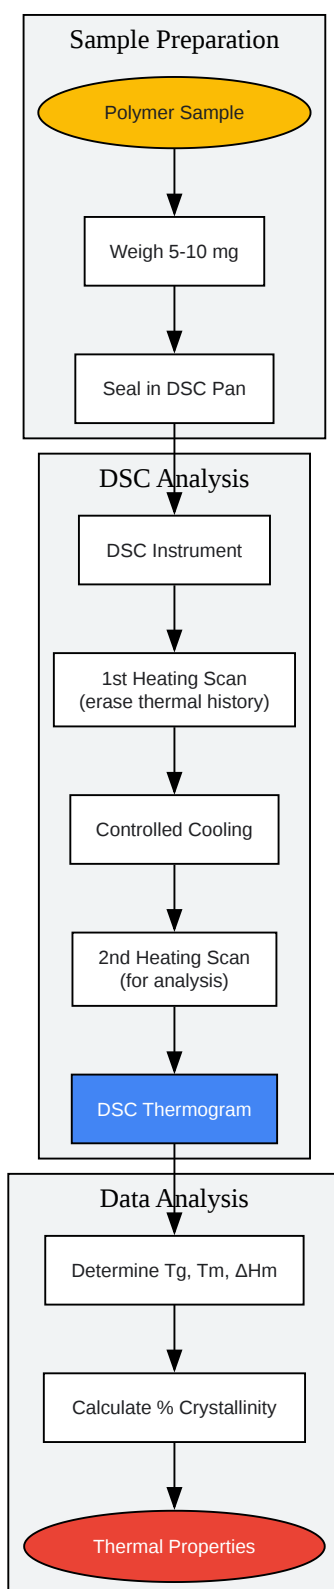 Sample Preparation
Polymer Sample
Weigh 5-10 mg
Seal in DSC Pan
DSC Analysis
DSC Instrument
1st Heating Scan
(erase thermal history)
Controlled Cooling
2nd Heating Scan
(for analysis)
DSC Thermogram
Data Analysis
Determine Tg, Tm, ΔHm
Calculate % Crystallinity
Thermal Properties